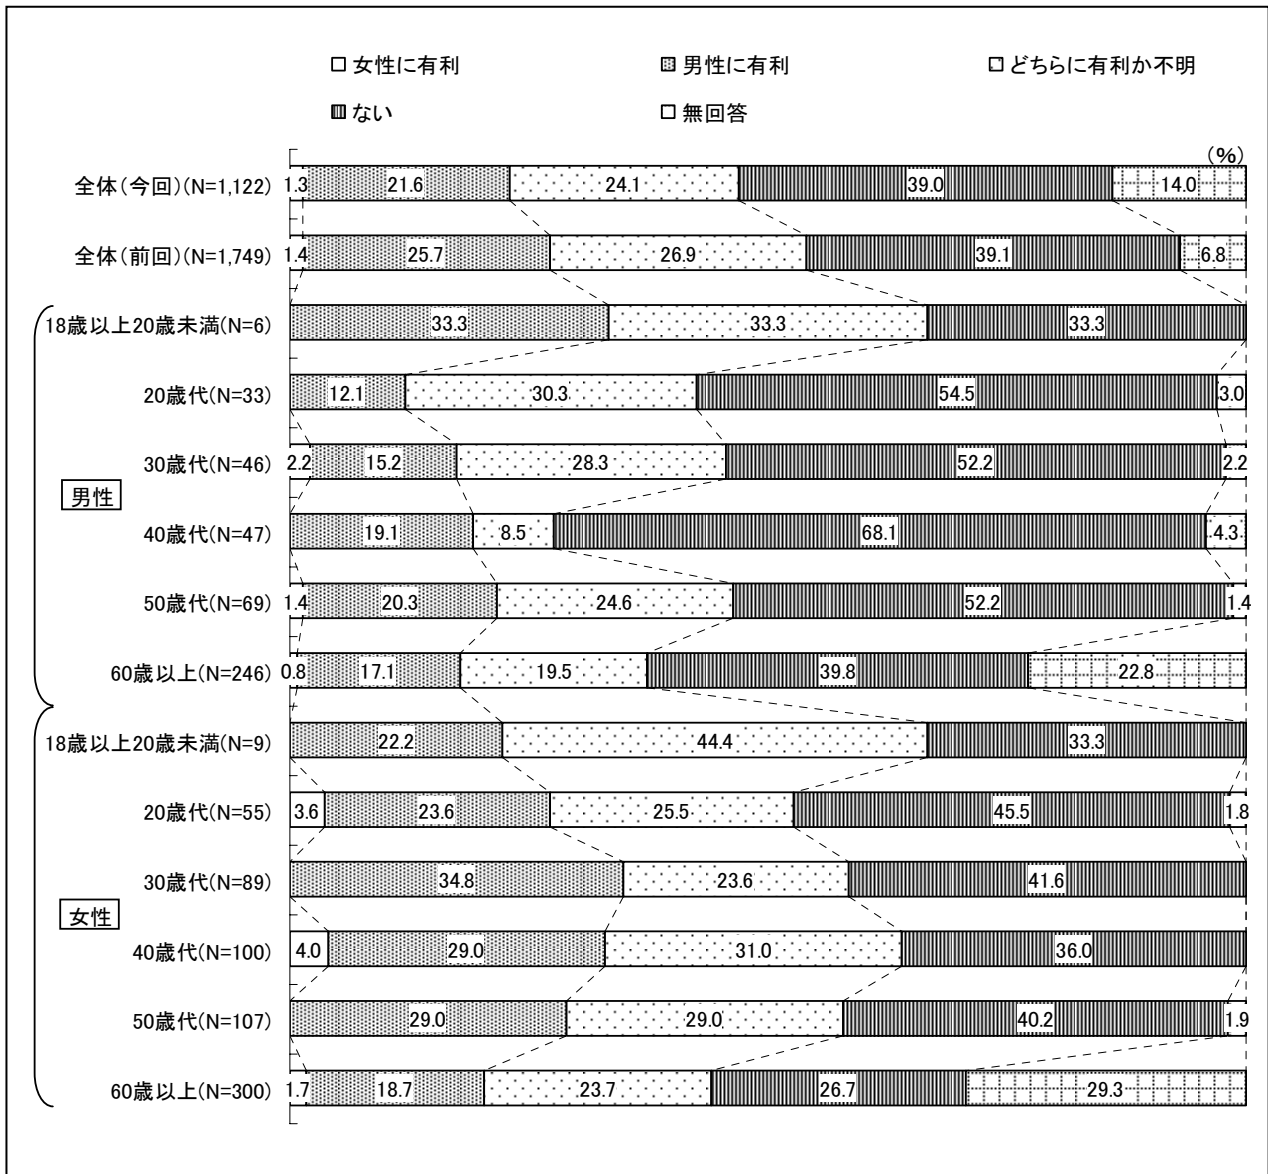 女性に有利 男性に有利 どちらに有利か不明
ない 無回答
(%)
全体(今回)(N=1,122) 1.3 21.6 24.1 39.0 14.0
全体(前回)(N=1,749) 1.4 25.7 26.9 39.1 6.8
18歳以上20歳未満(N=6) 33.3 33.3 33.3
20歳代(N=33) 12.1 30.3 54.5 3.0
30歳代(N=46) 2.2 15.2 28.3 52.2 2.2
男性
40歳代(N=47) 19.1 8.5 68.1 4.3
50歳代(N=69) 1.4 20.3 24.6 52.2 1.4
60歳以上(N=246) 0.8 17.1 19.5 39.8 22.8
18歳以上20歳未満(N=9) 22.2 44.4 33.3
20歳代(N=55) 3.6 23.6 25.5 45.5 1.8
30歳代(N=89) 34.8 23.6 41.6
女性
40歳代(N=100) 4.0 29.0 31.0 36.0
50歳代(N=107) 29.0 29.0 40.2 1.9
60歳以上(N=300) 1.7 18.7 23.7 26.7 29.3